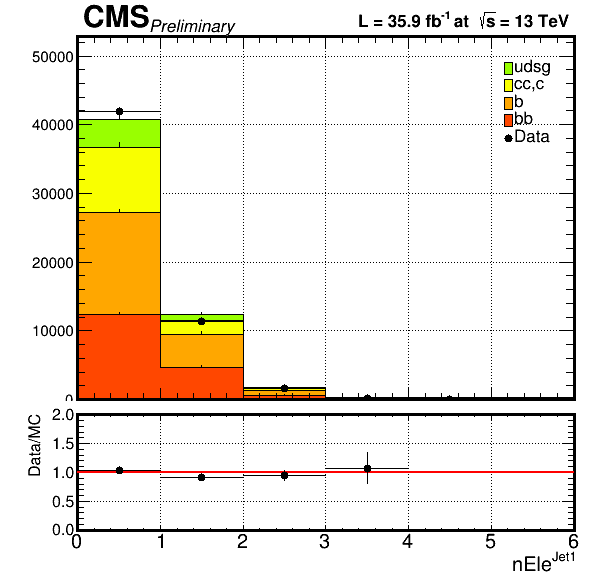 CMS Preliminary L = 35.9 fb⁻¹ at √s = 13 TeV
50000
40000
30000
20000
10000
0
udsg
cc,c
b
bb
Data
Data/MC
2.0
1.5
1.0
0.5
0.0
0 1 2 3 4 5 6
nEle^Jet1